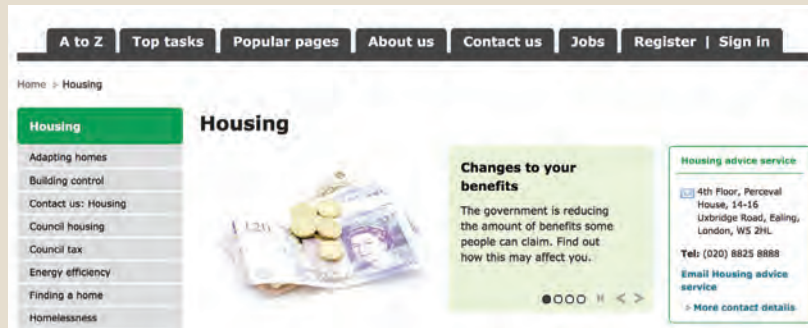 A to Z Top tasks Popular pages About us Contact us Jobs Register | Sign in
Home > Housing
Housing
Adapting homes
Building control
Contact us: Housing
Council housing
Council tax
Energy efficiency
Finding a home
Homelessness
Housing
£20
Changes to your
benefits
The government is reducing
the amount of benefits some
people can claim. Find out
how this may affect you.
Housing advice service
4th Floor, Perceval
House, 14-16
Uxbridge Road, Ealing,
London, W5 2HL
Tel: (020) 8825 8888
Email Housing advice
service
> More contact details